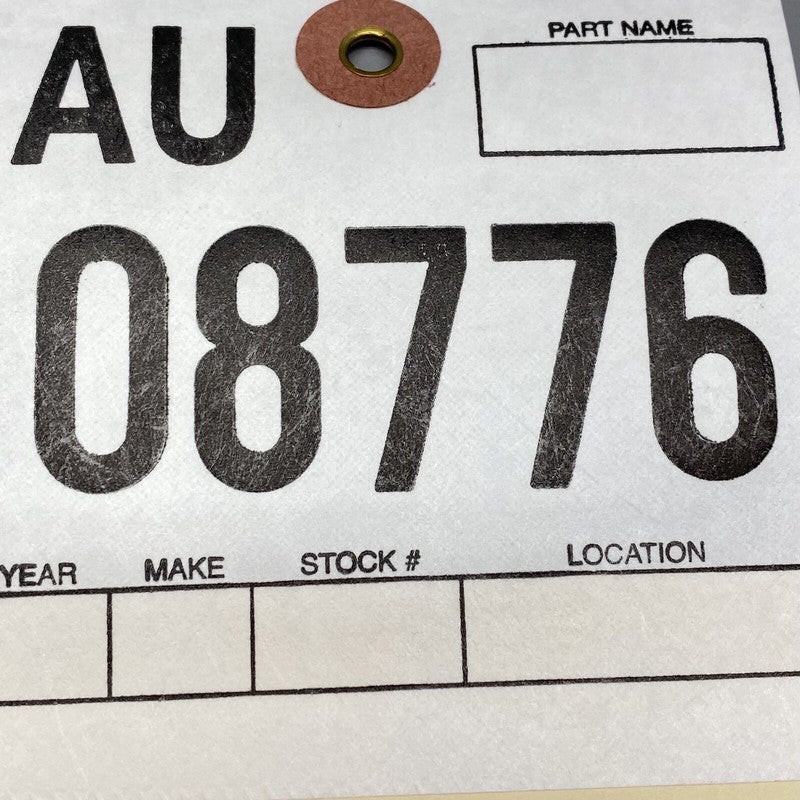 AU
PART NAME
08776
YEAR MAKE STOCK # LOCATION